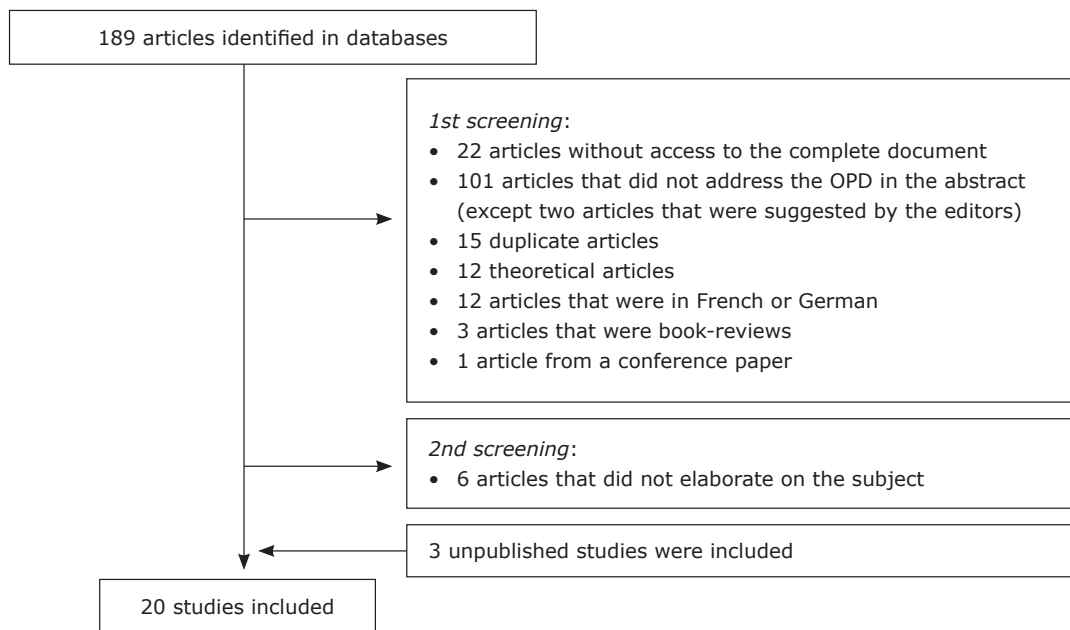 189 articles identified in databases
1st screening:
• 22 articles without access to the complete document
• 101 articles that did not address the OPD in the abstract
(except two articles that were suggested by the editors)
• 15 duplicate articles
• 12 theoretical articles
• 12 articles that were in French or German
• 3 articles that were book-reviews
• 1 article from a conference paper
2nd screening:
• 6 articles that did not elaborate on the subject
3 unpublished studies were included
20 studies included